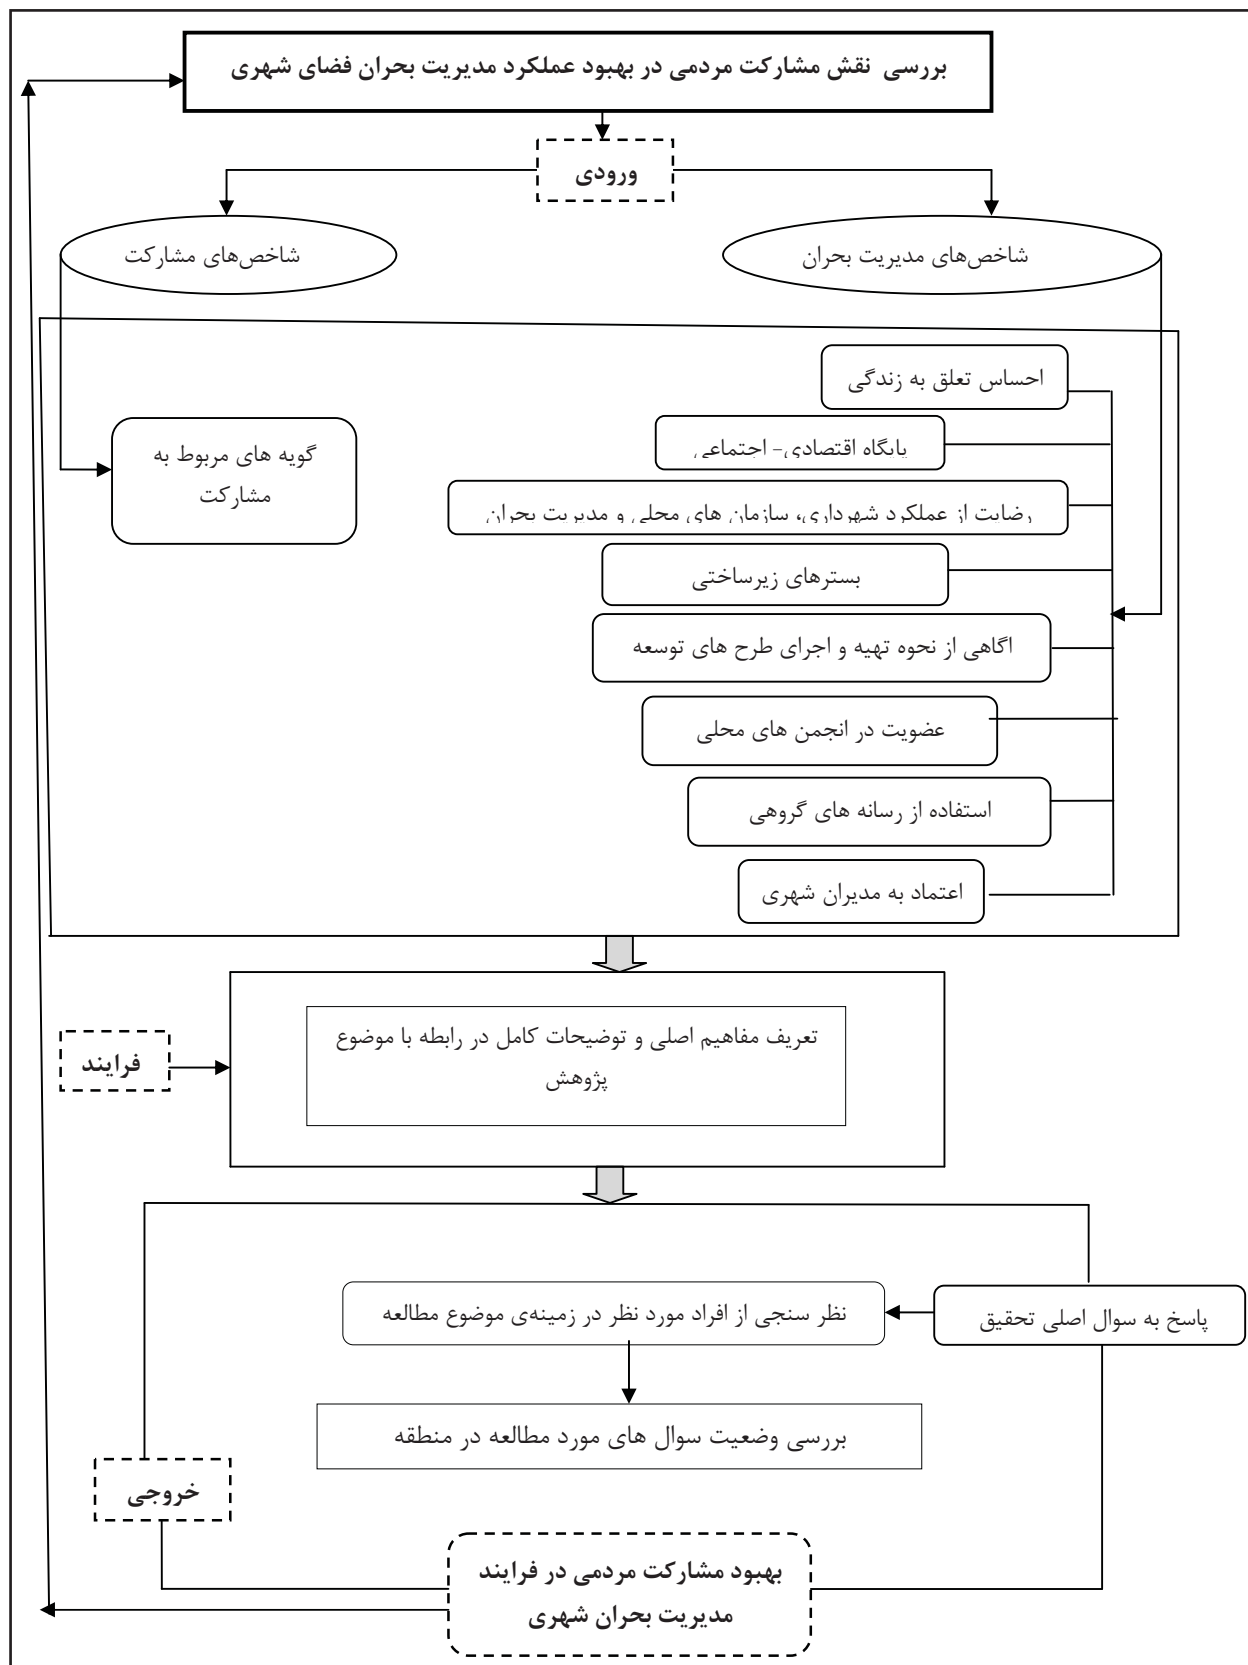 بررسی نقش مشارکت مردمی در بهبود عملکرد مدیریت بحران فضای شهری
ورودی
شاخص‌های مدیریت بحران
شاخص‌های مشارکت
احساس تعلق به زندگی
پایگاه اقتصادی- اجتماعی
رضایت از عملکرد شهرداری، سازمان های محلی و مدیریت بحران
بسترهای زیرساختی
اگاهی از نحوه تهیه و اجرای طرح های توسعه
عضویت در انجمن های محلی
استفاده از رسانه های گروهی
اعتماد به مدیران شهری
گویه های مربوط به
مشارکت
فرایند
تعریف مفاهیم اصلی و توضیحات کامل در رابطه با موضوع
پژوهش
پاسخ به سوال اصلی تحقیق
نظر سنجی از افراد مورد نظر در زمینه‌ی موضوع مطالعه
بررسی وضعیت سوال های مورد مطالعه در منطقه
خروجی
بهبود مشارکت مردمی در فرایند
مدیریت بحران شهری